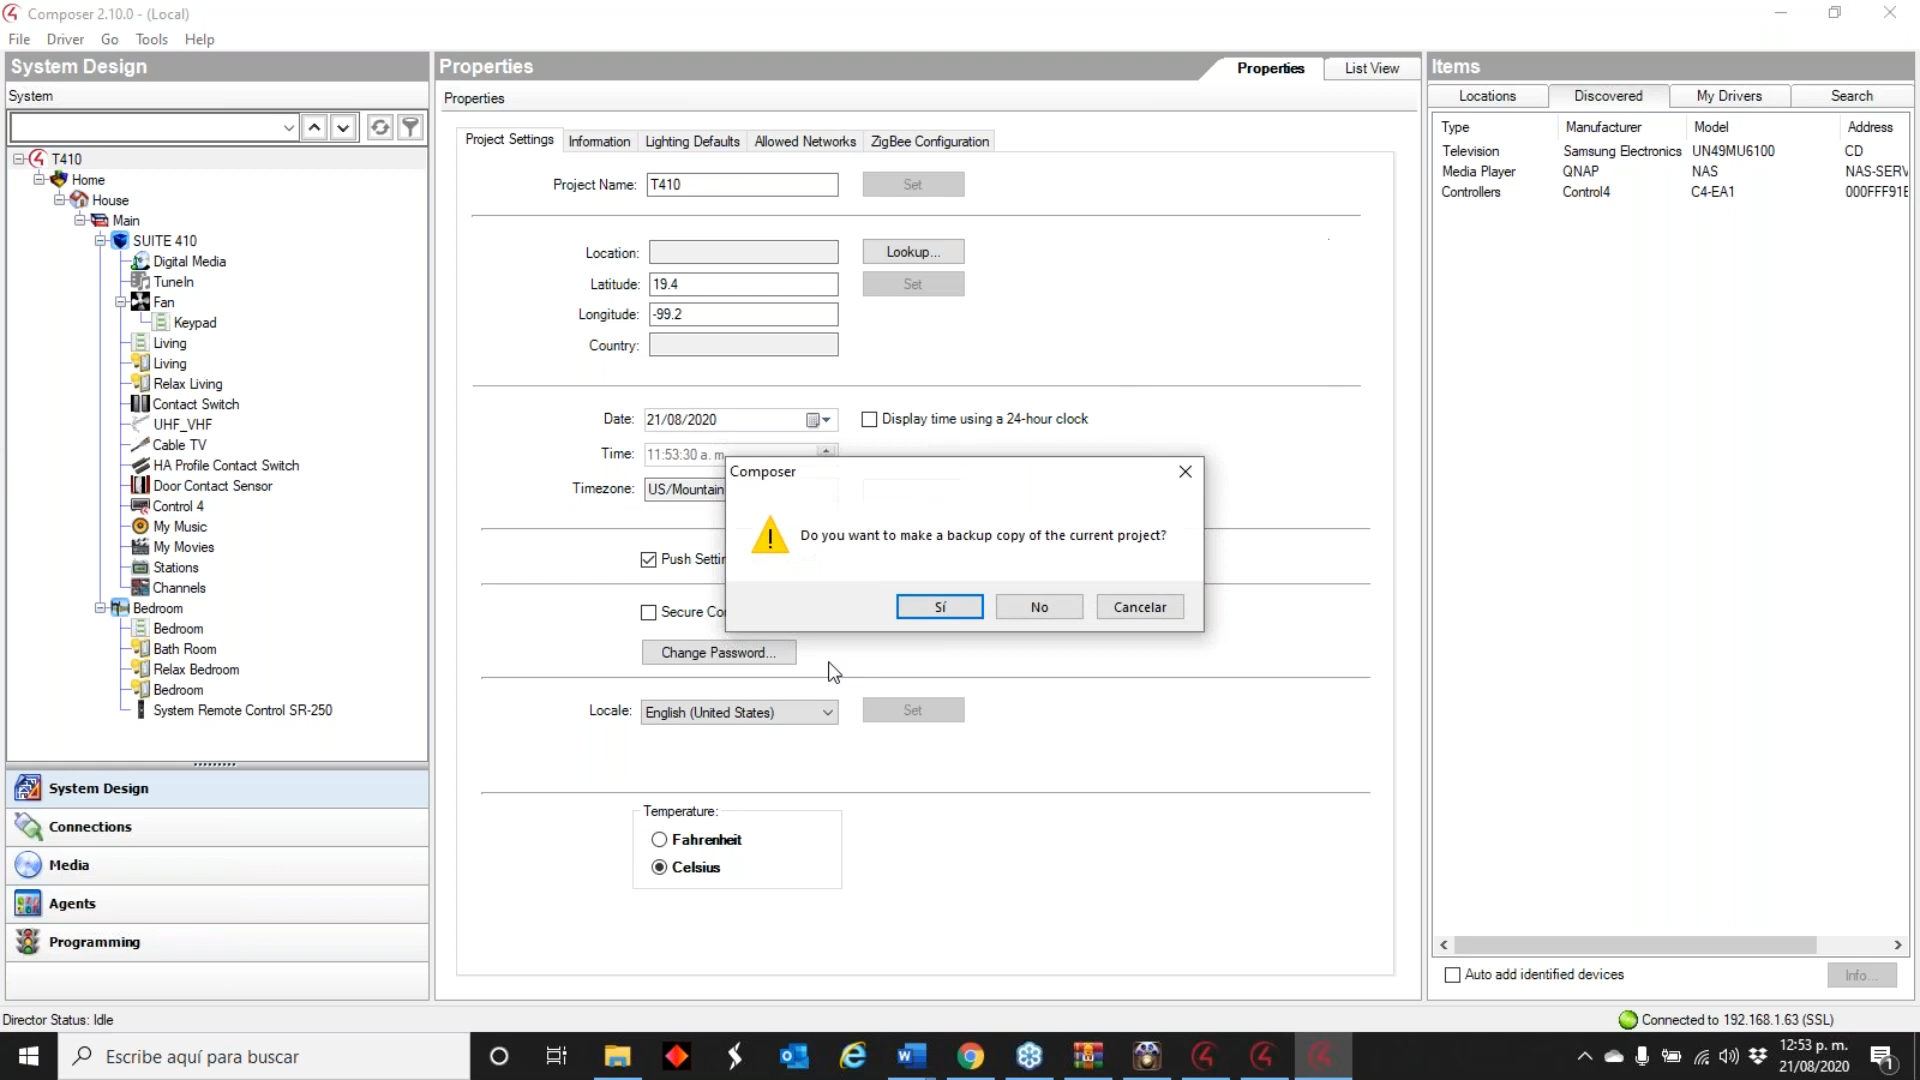 Composer 2.10.0 - (Local)
File Driver Go Tools Help
System Design
System
T410
Home
House
Main
SUITE 410
Digital Media
TuneIn
Fan
Keypad
Living
Living
Relax Living
Contact Switch
UHF_VHF
Cable TV
HA Profile Contact Switch
Door Contact Sensor
Control 4
My Music
My Movies
Stations
Channels
Bedroom
Bedroom
Bath Room
Relax Bedroom
Bedroom
System Remote Control SR-250
System Design
Connections
Media
Agents
Programming
Properties
Properties List View
Properties
Project Settings Information Lighting Defaults Allowed Networks ZigBee Configuration
Project Name: T410 Set
Location: Lookup...
Latitude: 19.4 Set
Longitude: -99.2
Country:
Date: 21/08/2020 Display time using a 24-hour clock
Time: 11:53:30 a. m.
Timezone: US/Mountain
Push Settin
Secure Co
Change Password...
Locale: English (United States) Set
Temperature:
Fahrenheit
Celsius
Composer
Do you want to make a backup copy of the current project?
Sí No Cancelar
Items
Locations Discovered My Drivers Search
Type Manufacturer Model Address
Television Samsung Electronics UN49MU6100 CD
Media Player QNAP NAS NAS-SERV
Controllers Control4 C4-EA1 000FFF91E
Auto add identified devices Info...
Director Status: Idle
Connected to 192.168.1.63 (SSL)
Escribe aquí para buscar
12:53 p. m.
21/08/2020
1